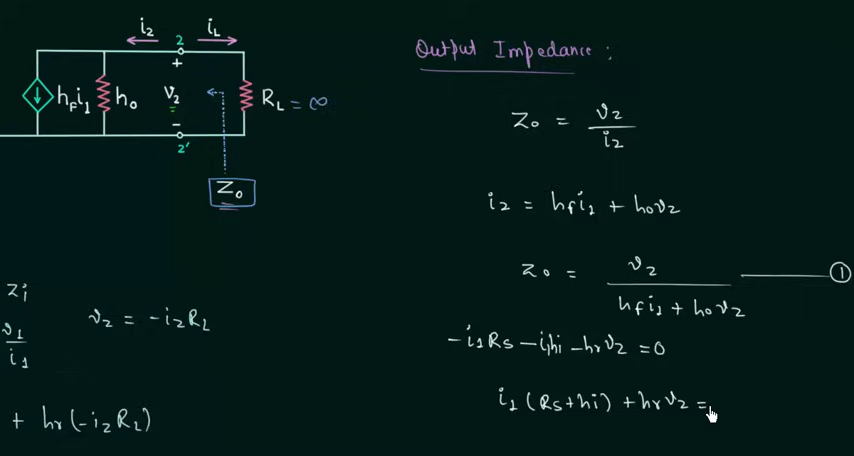 i2 iL
2
+
hfi1 ho V2 RL = ∞
−
2'
Zo
Zi
v1
i1
v2 = −i2RL
+ hr(−i2RL)
Output Impedance :
Zo = v2 / i2
i2 = hfi1 + hov2
Zo = v2 / hfi1 + hov2 1
−i1Rs − i1hi − hrv2 = 0
i1(Rs+hi) + hrv2 =